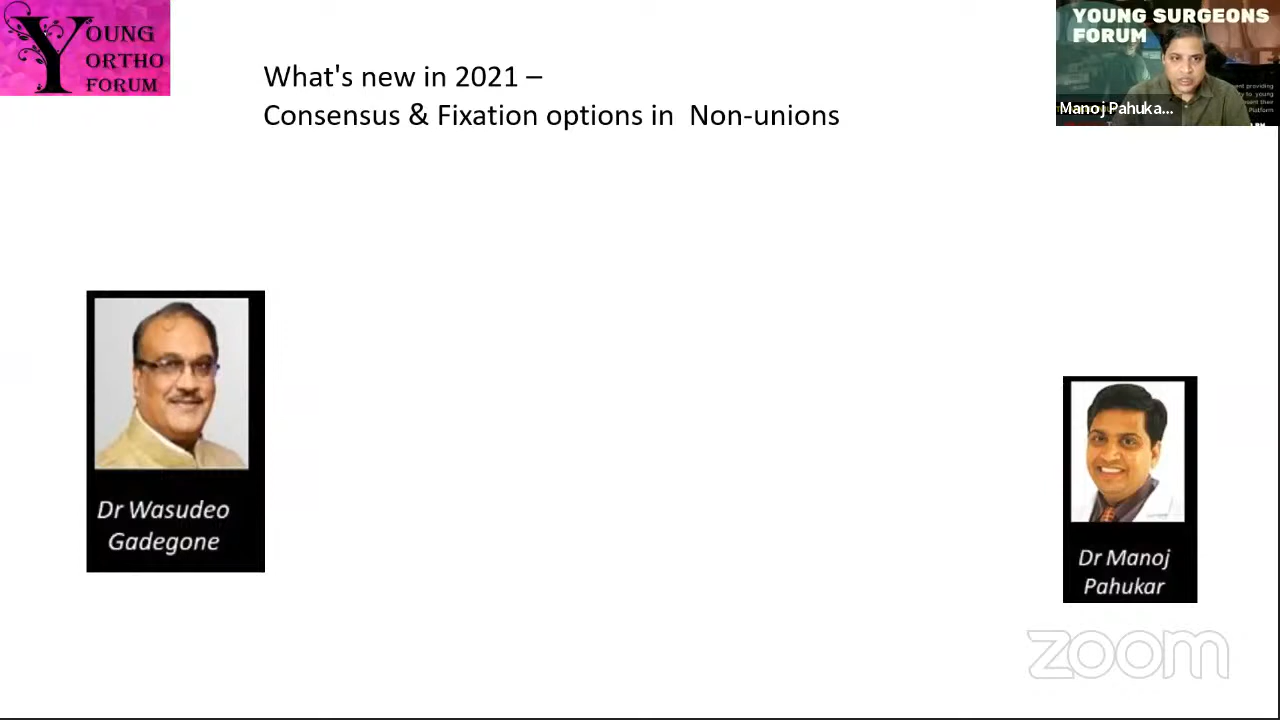 YOUNG
ORTHO
FORUM
What's new in 2021 –
Consensus & Fixation options in Non-unions
YOUNG SURGEONS
FORUM
Manoj Pahuka...
Dr Wasudeo
Gadegone
Dr Manoj
Pahukar
zoom